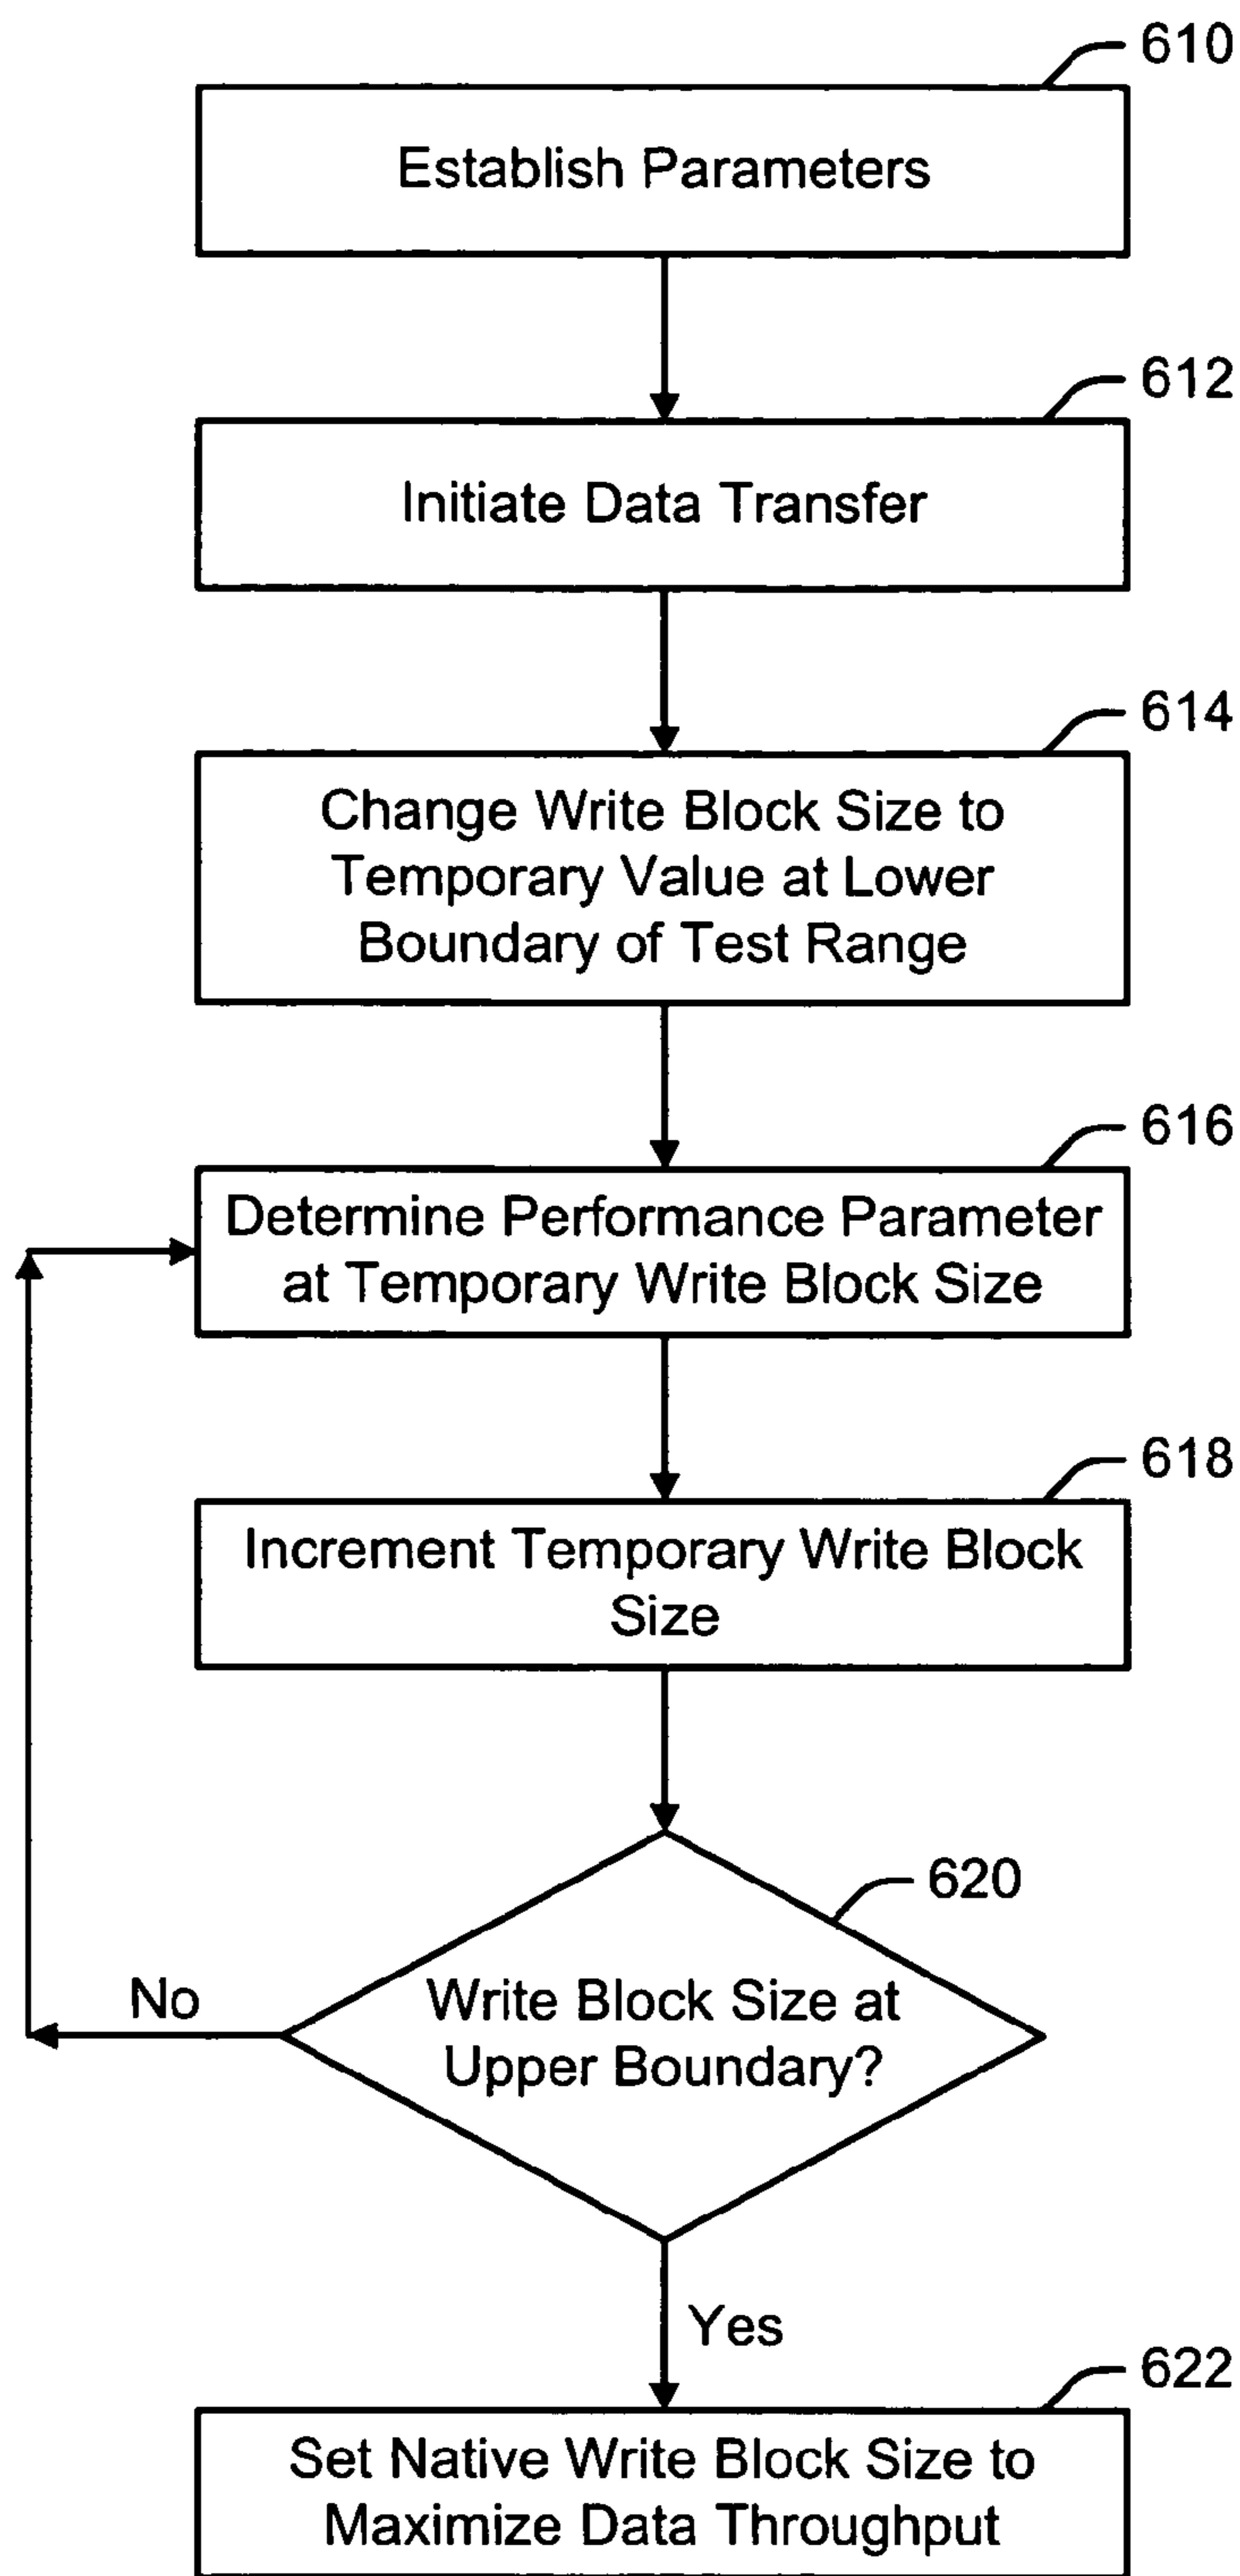 610
Establish Parameters
612
Initiate Data Transfer
614
Change Write Block Size to
Temporary Value at Lower
Boundary of Test Range
616
Determine Performance Parameter
at Temporary Write Block Size
618
Increment Temporary Write Block
Size
620
Write Block Size at
Upper Boundary?
No
Yes
622
Set Native Write Block Size to
Maximize Data Throughput